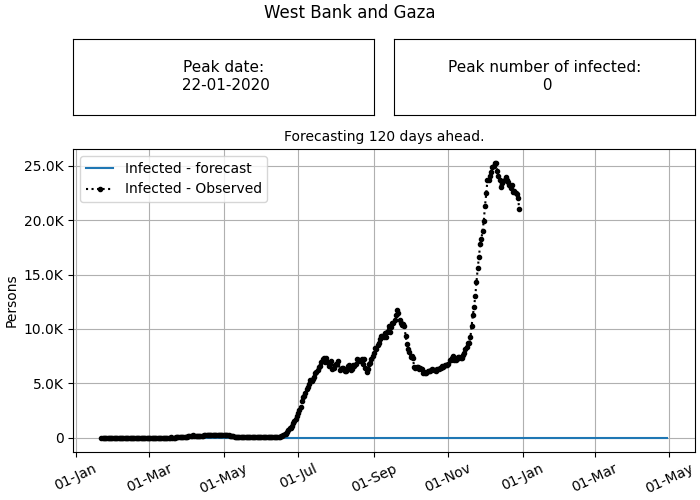 West Bank and Gaza
Peak date:
22-01-2020
Peak number of infected:
0
Forecasting 120 days ahead.
Infected - forecast
Infected - Observed
25.0K
20.0K
15.0K
10.0K
5.0K
0
Persons
01-Jan
01-Mar
01-May
01-Jul
01-Sep
01-Nov
01-Jan
01-Mar
01-May